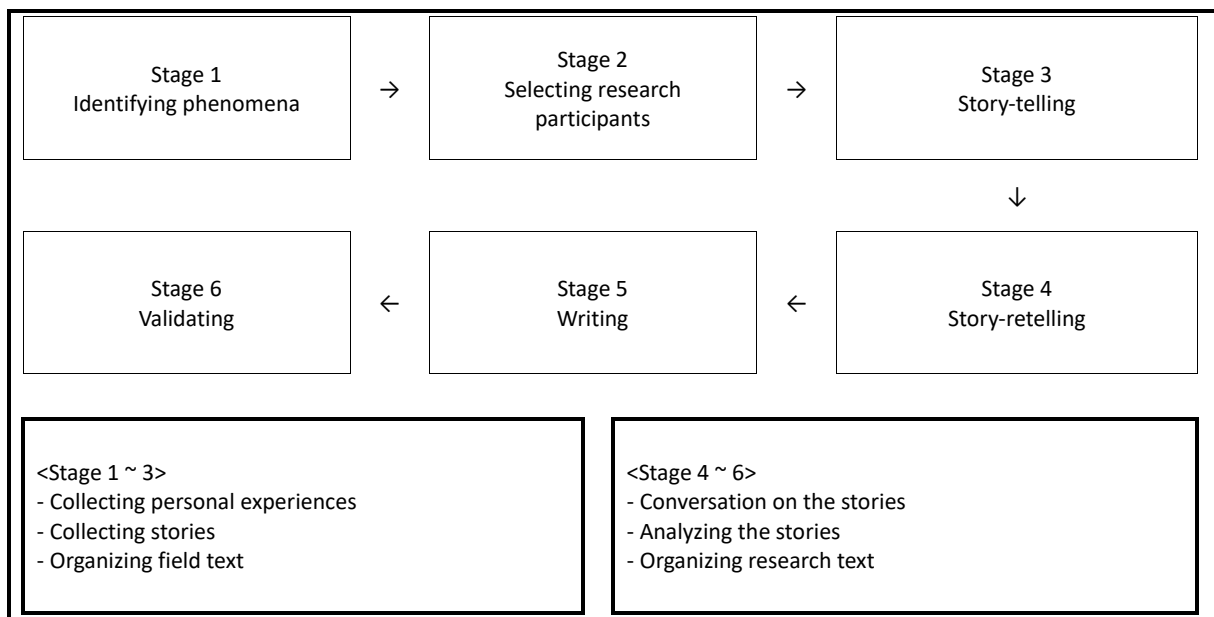 Stage 1
Identifying phenomena
→
Stage 2
Selecting research
participants
→
Stage 3
Story-telling
↓
Stage 4
Story-retelling
←
Stage 5
Writing
←
Stage 6
Validating
<Stage 1 ~ 3>
- Collecting personal experiences
- Collecting stories
- Organizing field text
<Stage 4 ~ 6>
- Conversation on the stories
- Analyzing the stories
- Organizing research text